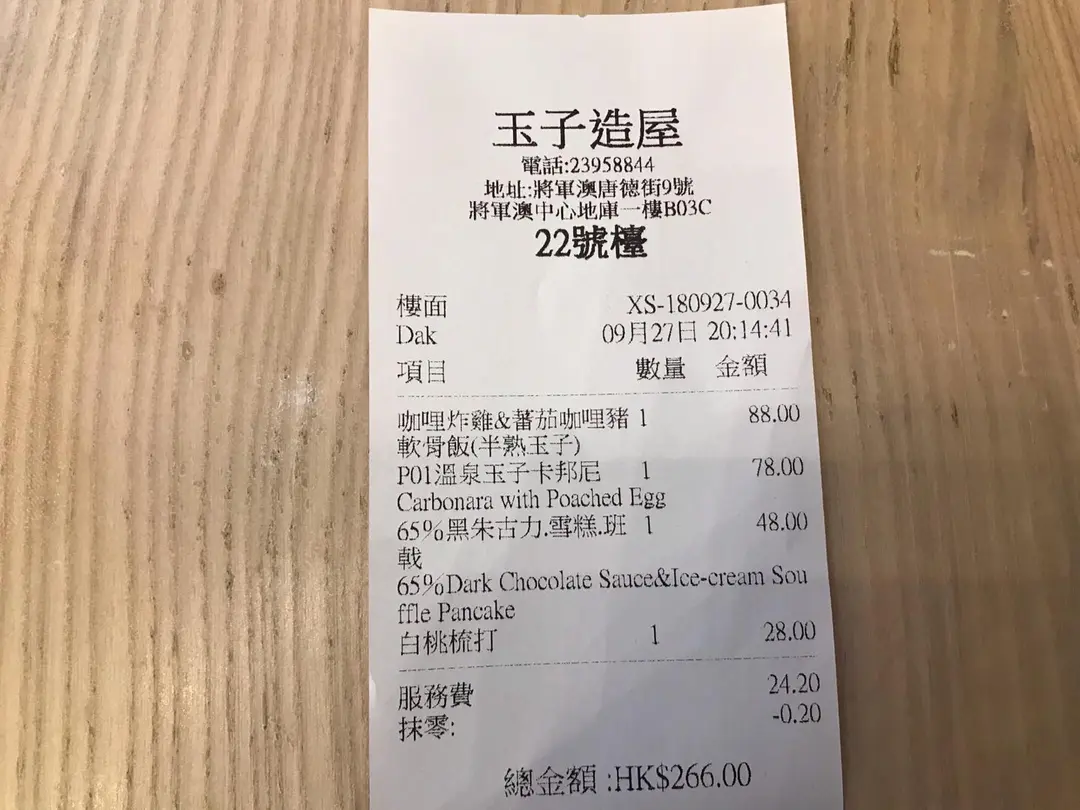 玉子造屋
電話:23958844
地址:將軍澳唐德街9號
將軍澳中心地庫一樓B03C
22號檯
樓面 XS-180927-0034
Dak 09月27日 20:14:41
項目 數量 金額
咖哩炸雞&蕃茄咖哩豬 1 88.00
軟骨飯(半熟玉子)
P01溫泉玉子卡邦尼 1 78.00
Carbonara with Poached Egg
65%黑朱古力.雪糕.班 1 48.00
戟
65%Dark Chocolate Sauce&Ice-cream Sou
ffle Pancake
白桃梳打 1 28.00
服務費 24.20
抹零: -0.20
總金額 :HK$266.00